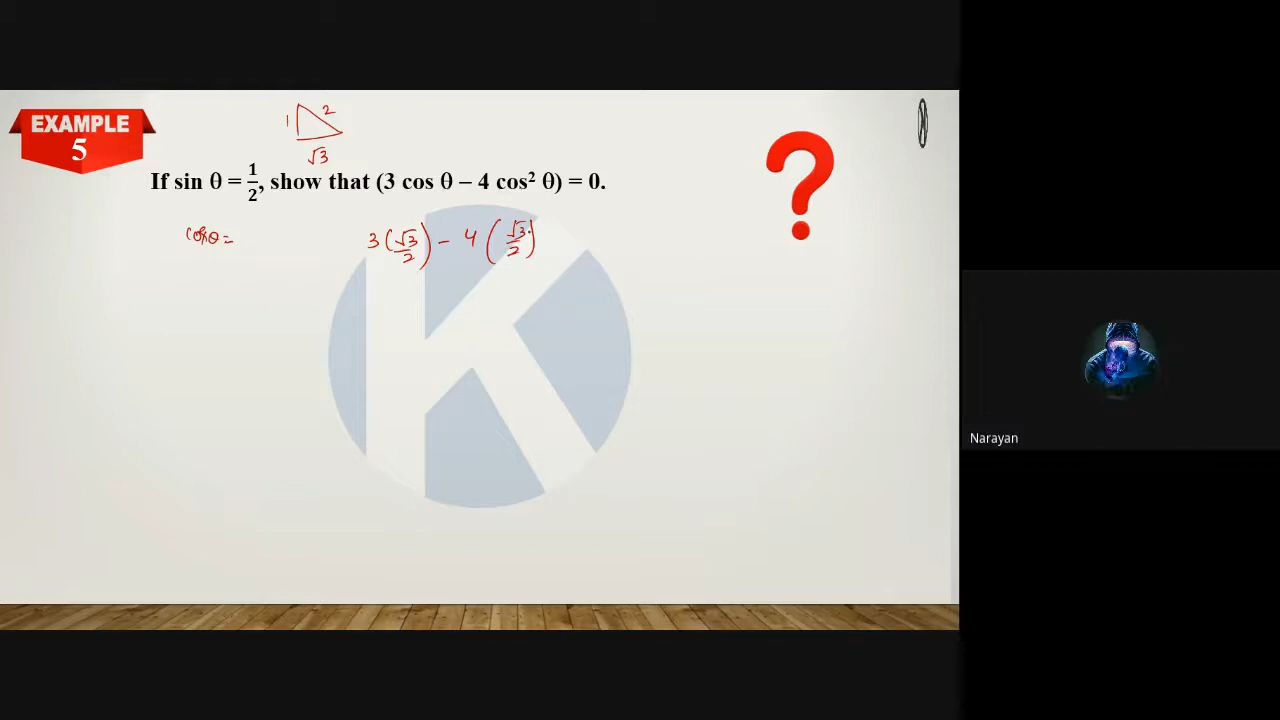 EXAMPLE
5
1 2
√3
If sin θ = 1/2, show that (3 cos θ – 4 cos² θ) = 0.
cosθ = 3(√3/2) – 4(√3/2)
K
Narayan